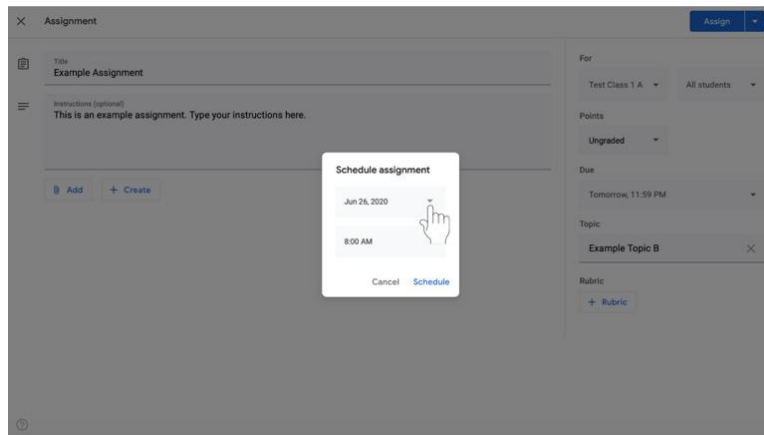 Assignment
Assign
Title
Example Assignment
Instructions (optional)
This is an example assignment. Type your instructions here.
Add
+ Create
For
Test Class 1 A
All students
Points
Ungraded
Due
Tomorrow, 11:59 PM
Topic
Example Topic B
Rubric
+ Rubric
Schedule assignment
Jun 26, 2020
8:00 AM
Cancel Schedule